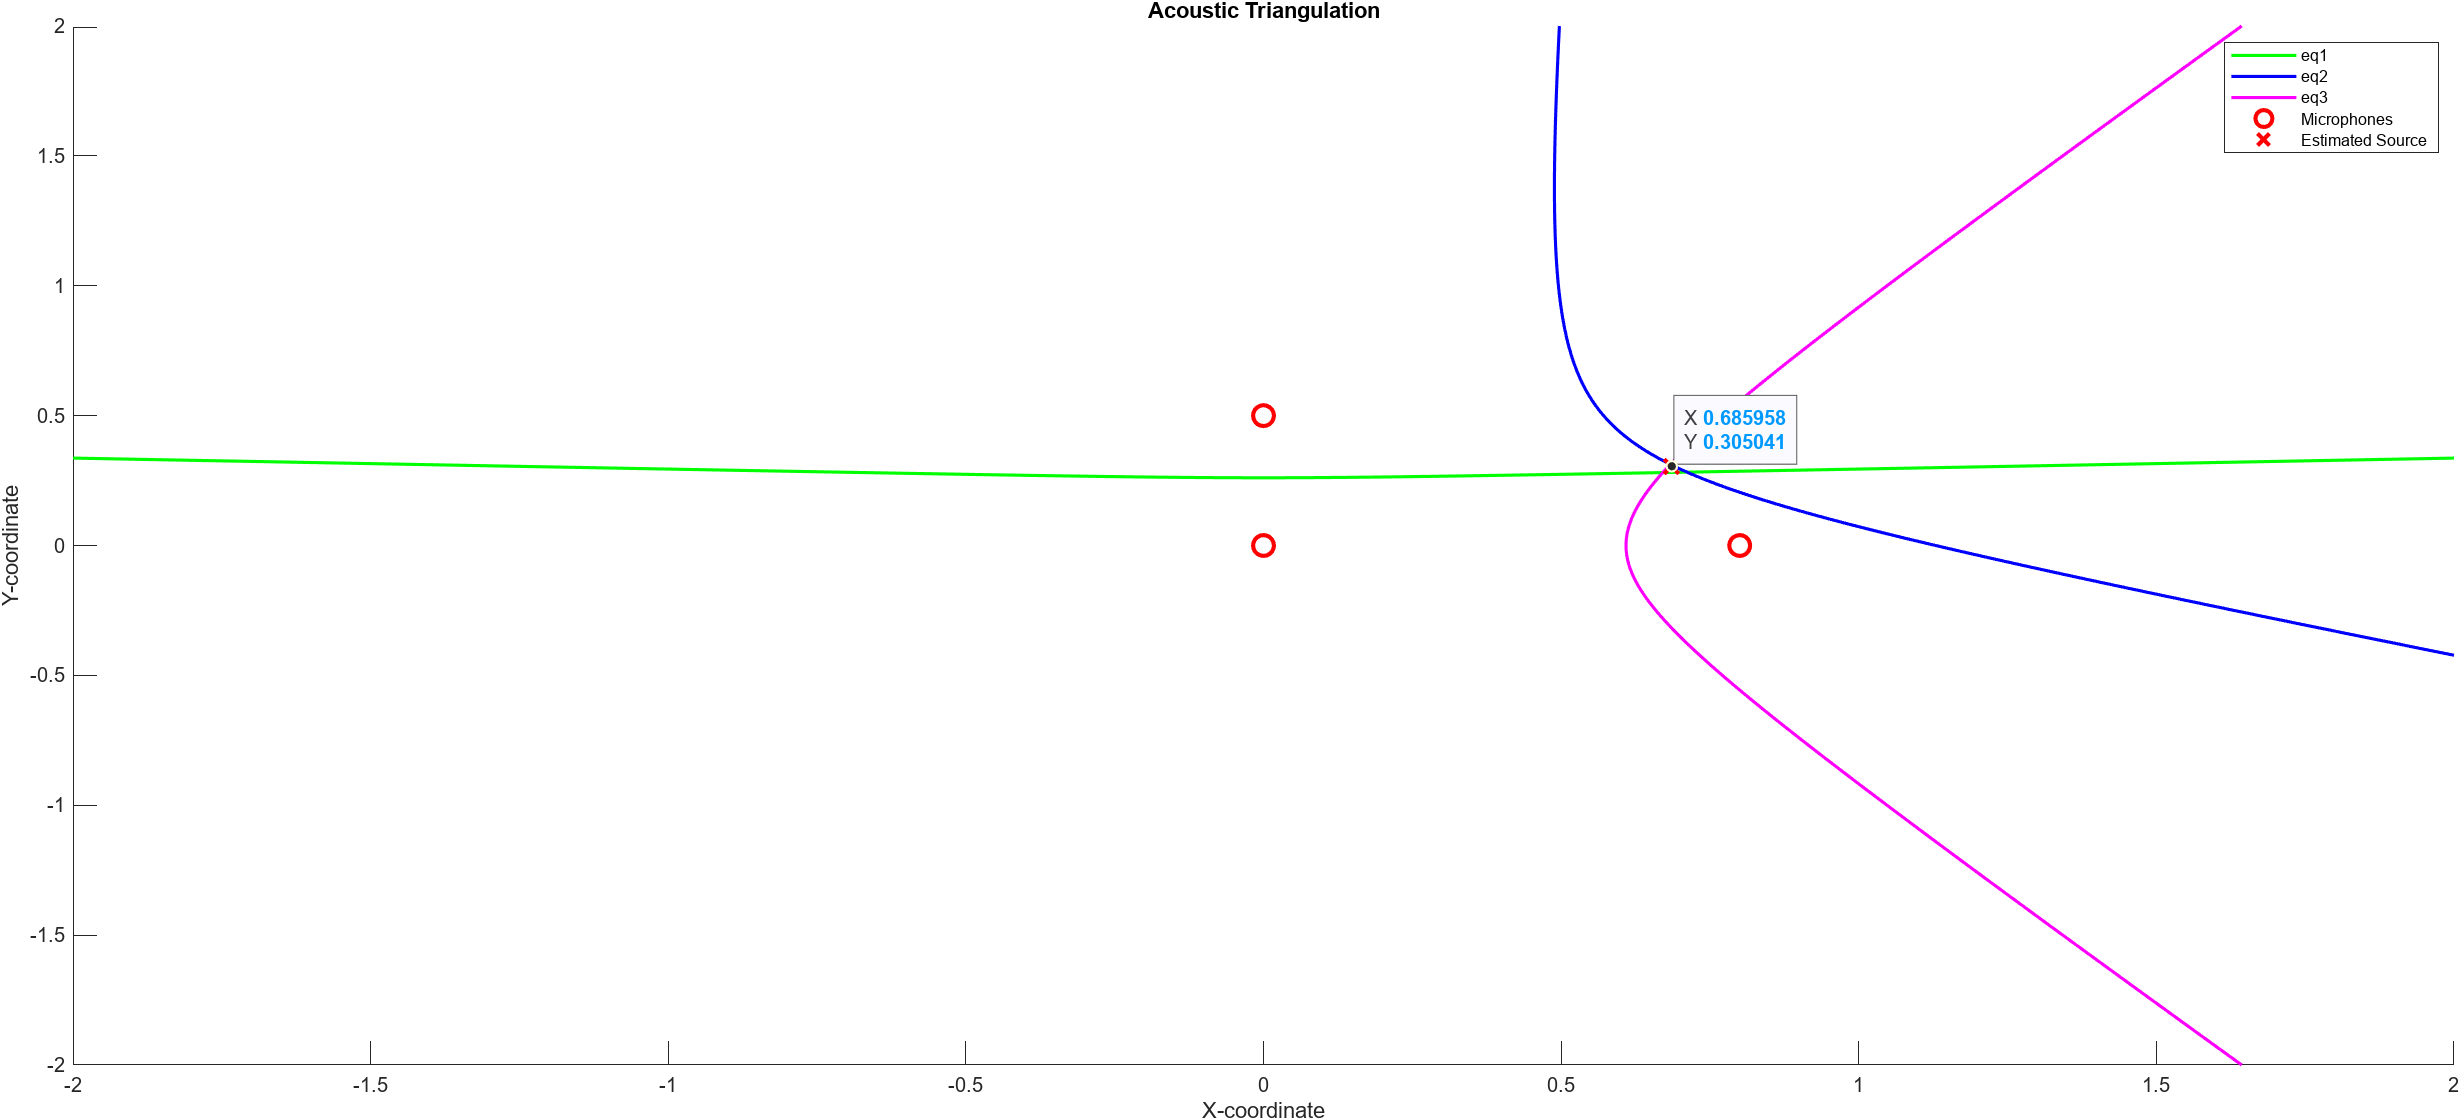 Acoustic Triangulation
2
1.5
1
0.5
0
-0.5
-1
-1.5
-2
Y-coordinate
eq1
eq2
eq3
Microphones
Estimated Source
X 0.685958
Y 0.305041
-2
-1.5
-1
-0.5
0
0.5
1
1.5
2
X-coordinate